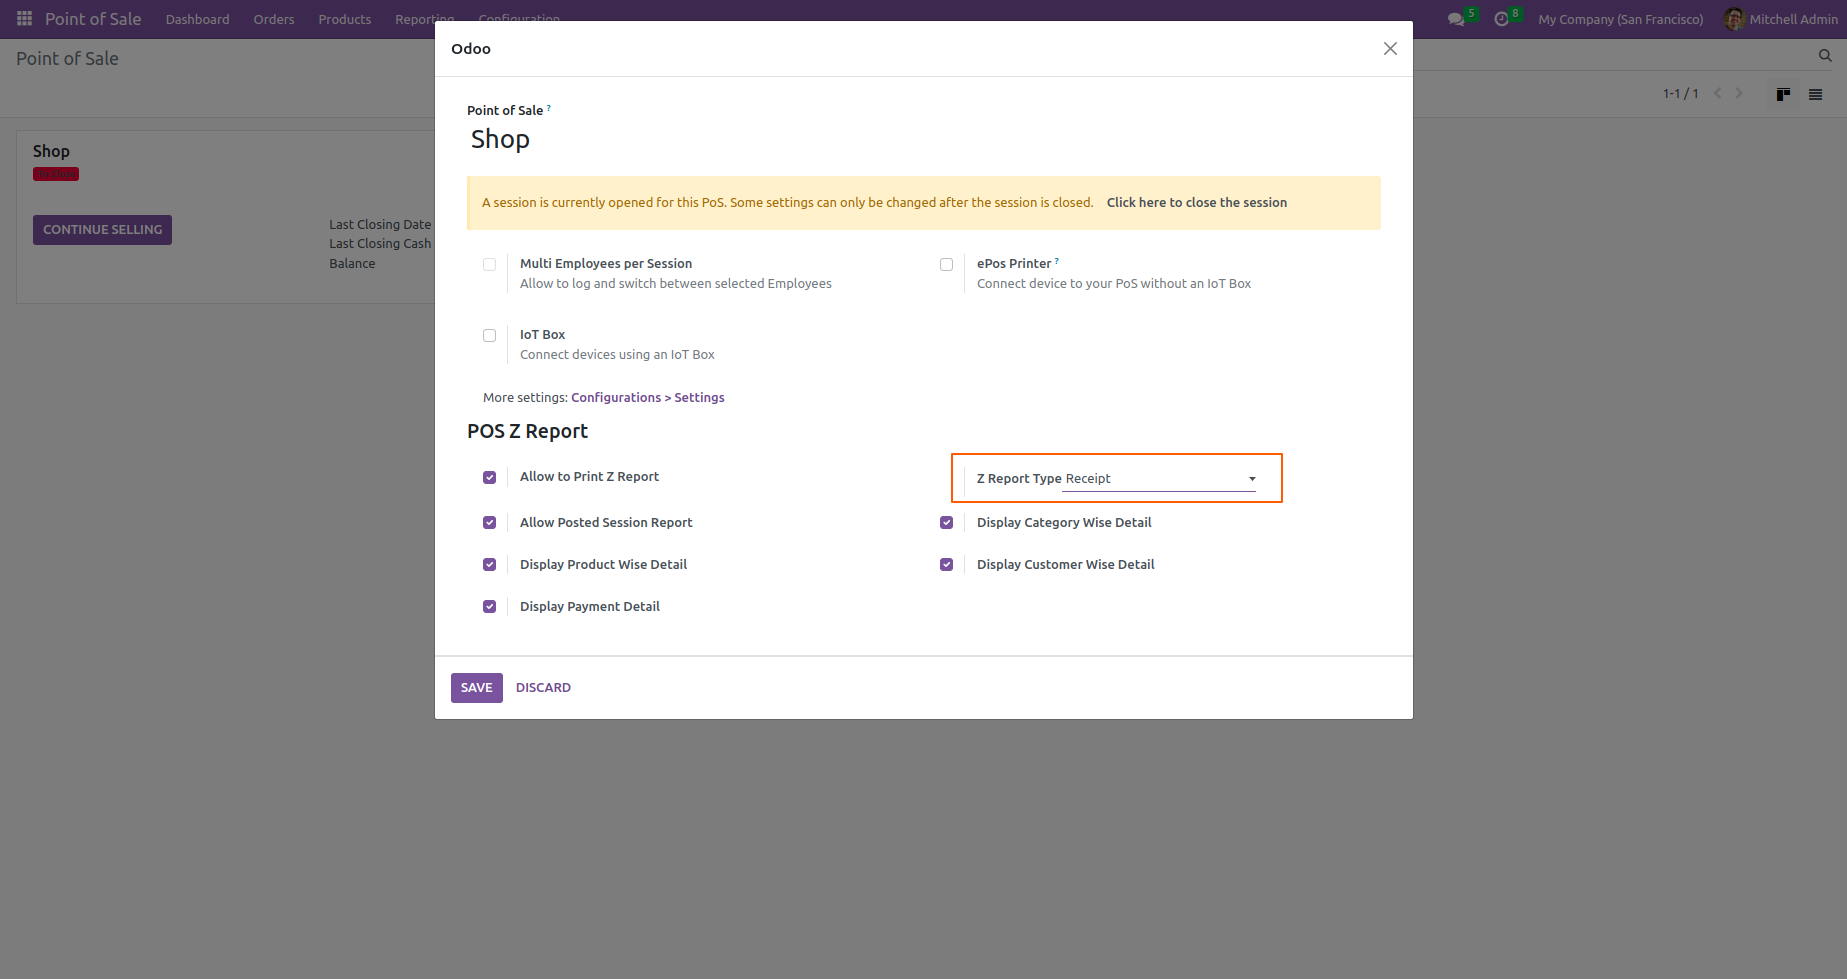 Point of Sale Dashboard Orders Products Reporting Configuration 5 8 My Company (San Francisco) Mitchell Admin
Point of Sale
1-1 / 1
Shop
CONTINUE SELLING
Last Closing Date
Last Closing Cash
Balance
Odoo
Point of Sale ?
Shop
A session is currently opened for this PoS. Some settings can only be changed after the session is closed. Click here to close the session
Multi Employees per Session
Allow to log and switch between selected Employees
ePos Printer ?
Connect device to your PoS without an IoT Box
IoT Box
Connect devices using an IoT Box
More settings: Configurations > Settings
POS Z Report
Allow to Print Z Report
Z Report Type Receipt
Allow Posted Session Report
Display Category Wise Detail
Display Product Wise Detail
Display Customer Wise Detail
Display Payment Detail
SAVE DISCARD